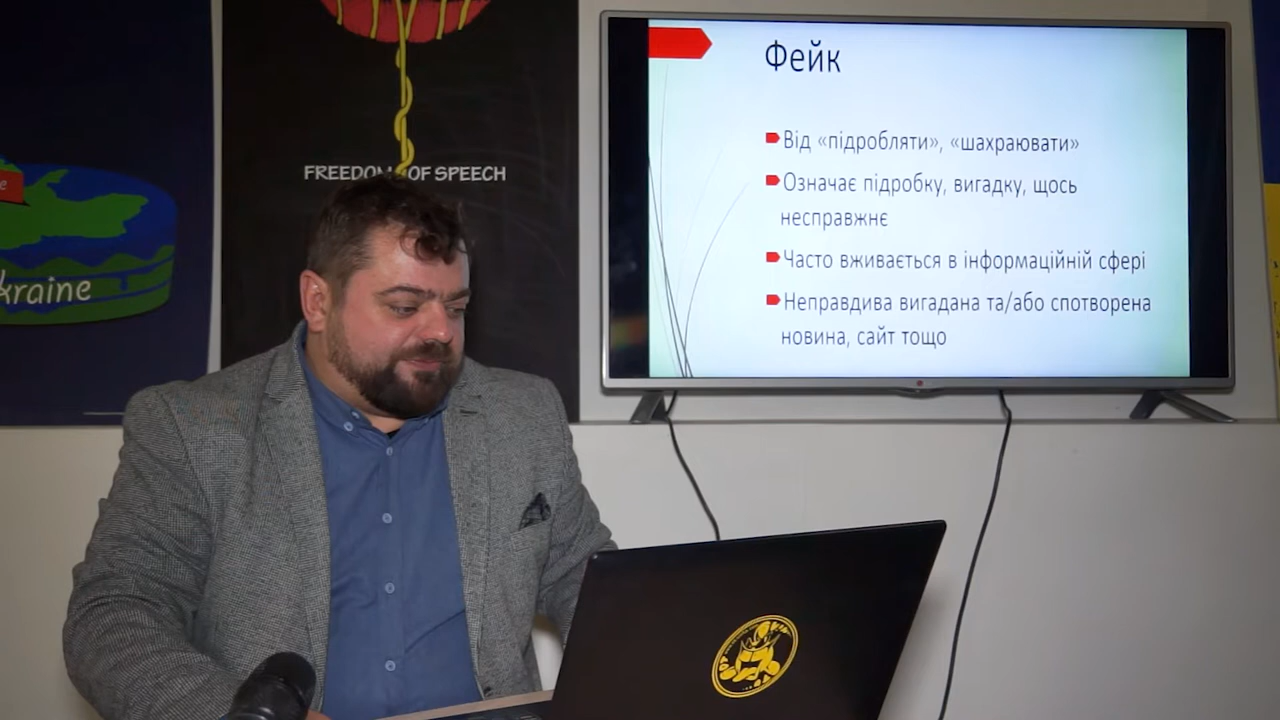 FREEDOM OF SPEECH
kraine
Фейк
Від «підробляти», «шахраювати»
Означає підробку, вигадку, щось
несправжнє
Часто вживається в інформаційній сфері
Неправдива вигадана та/або спотворена
новина, сайт тощо